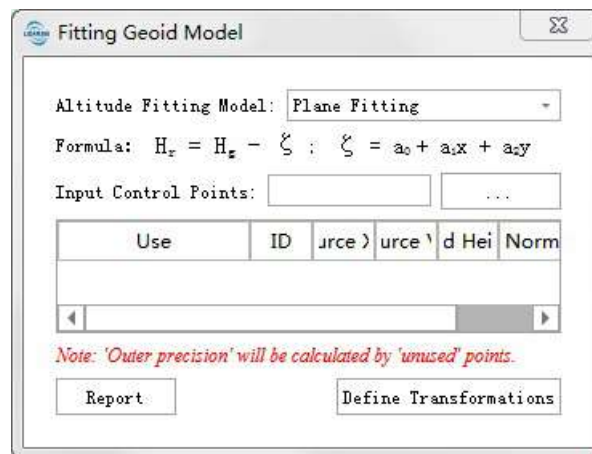 Fitting Geoid Model
Altitude Fitting Model: Plane Fitting
Formula: Hᵣ = H_g - ζ : ζ = a₀ + a₁x + a₂y
Input Control Points: ...
Use ID urce X urce Y d Hei Norm
Note: 'Outer precision' will be calculated by 'unused' points.
Report Define Transformations